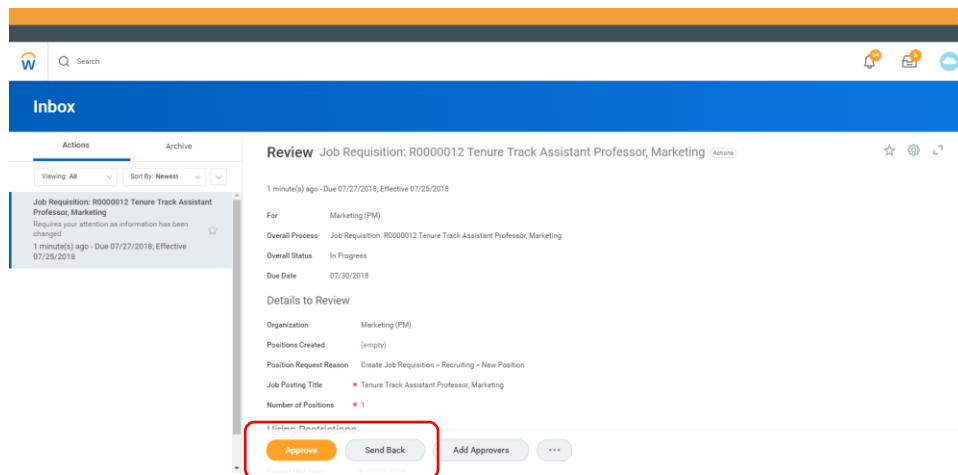 W
Search
Inbox
Actions
Archive
Viewing: All
Sort By: Newest
Job Requisition: R0000012 Tenure Track Assistant
Professor, Marketing
Requires your attention as information has been
changed
1 minute(s) ago - Due 07/27/2018; Effective
07/25/2018
Review Job Requisition: R0000012 Tenure Track Assistant Professor, Marketing Actions
1 minute(s) ago - Due 07/27/2018; Effective 07/25/2018
For Marketing (PM)
Overall Process Job Requisition: R0000012 Tenure Track Assistant Professor, Marketing
Overall Status In Progress
Due Date 07/30/2018
Details to Review
Organization Marketing (PM)
Positions Created (empty)
Position Request Reason Create Job Requisition > Recruiting > New Position
Job Posting Title * Tenure Track Assistant Professor, Marketing
Number of Positions * 1
Hiring Restrictions
Approve
Send Back
Add Approvers